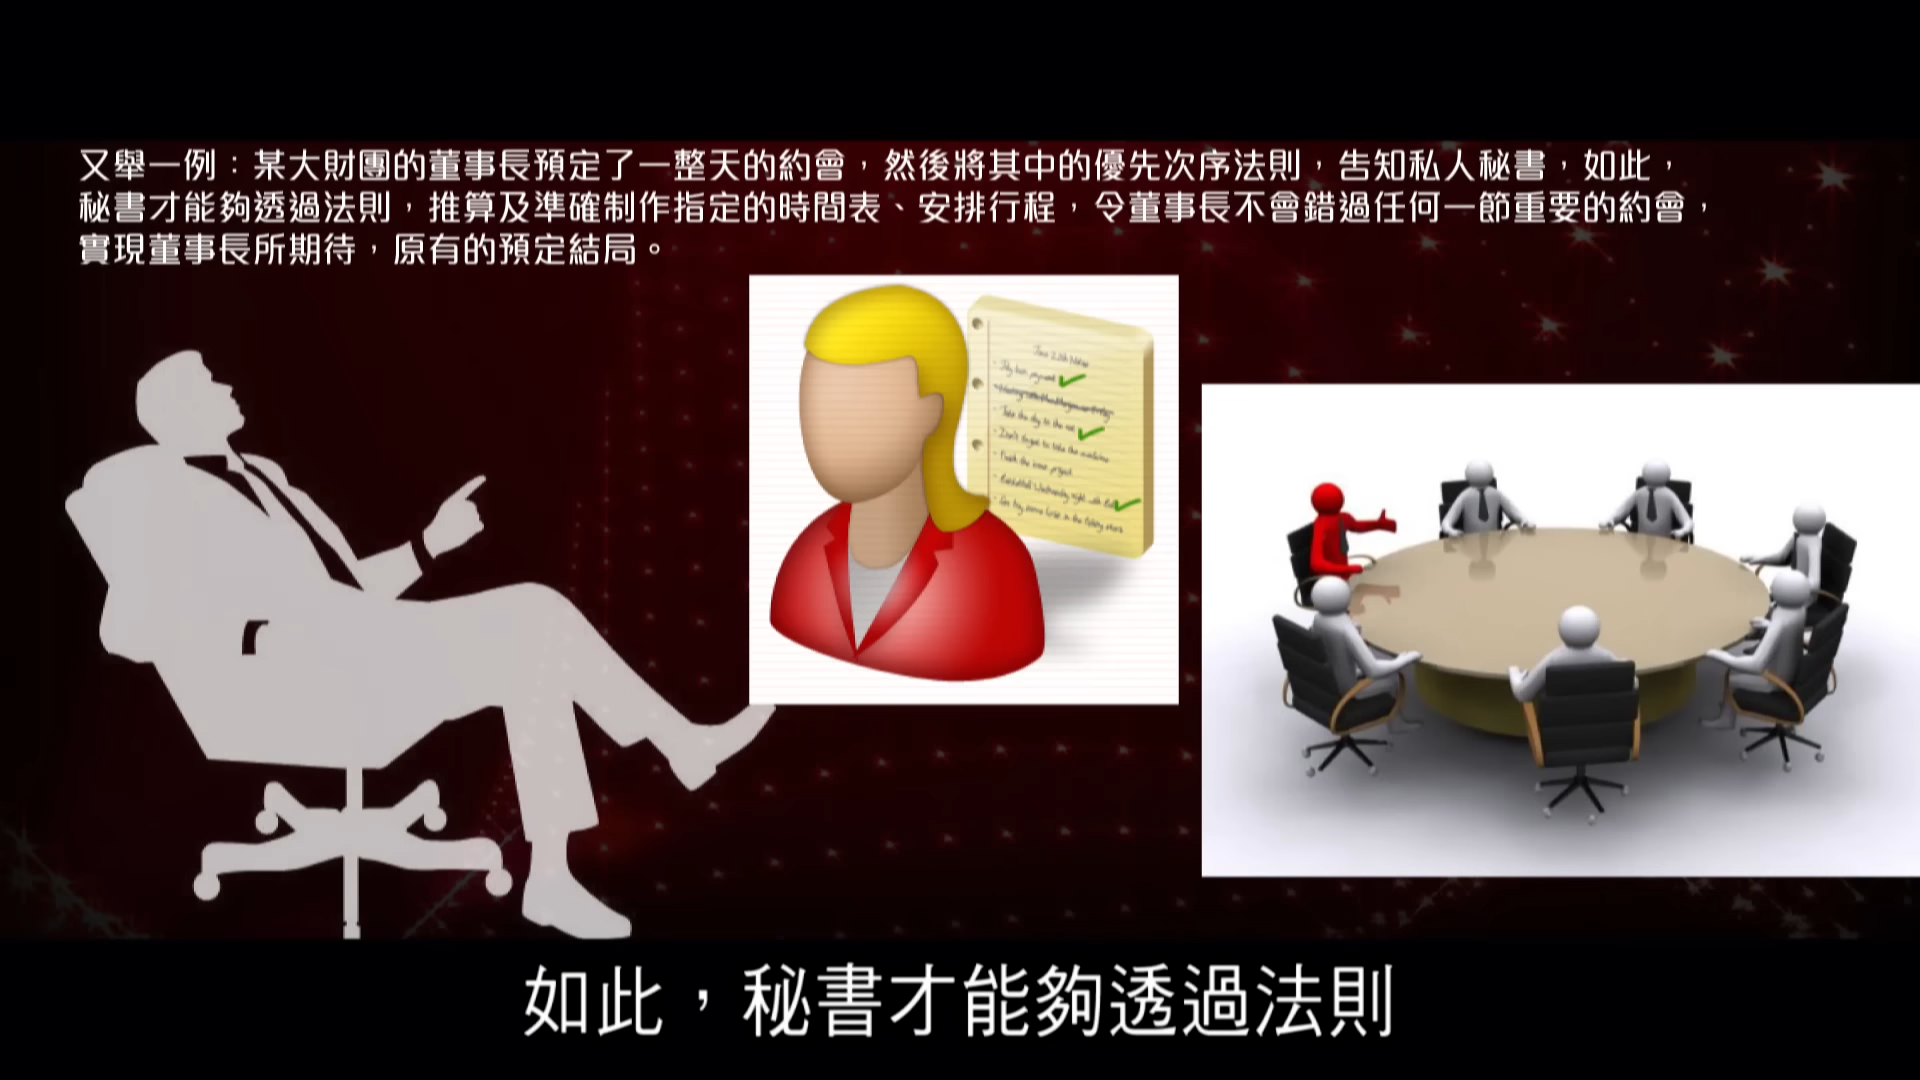 又舉一例：某大財團的董事長預定了一整天的約會，然後將其中的優先次序法則，告知私人秘書，如此，
秘書才能夠透過法則，推算及準確制作指定的時間表、安排行程，令董事長不會錯過任何一節重要的約會，
實現董事長所期待，原有的預定結局。
如此，秘書才能夠透過法則